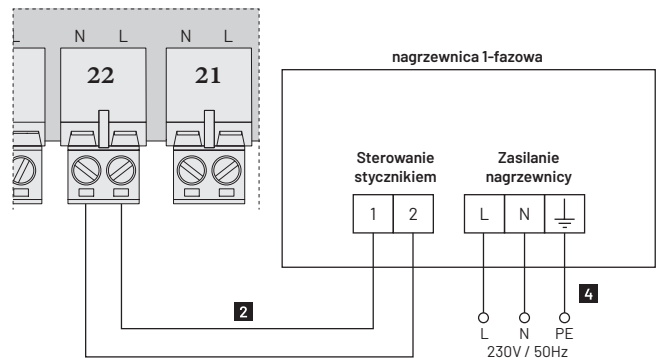 L N L N L
22 21
nagrzewnica 1-fazowa
Sterowanie
stycznikiem
Zasilanie
nagrzewnicy
1 2
L N
2
4
L N PE
230V / 50Hz